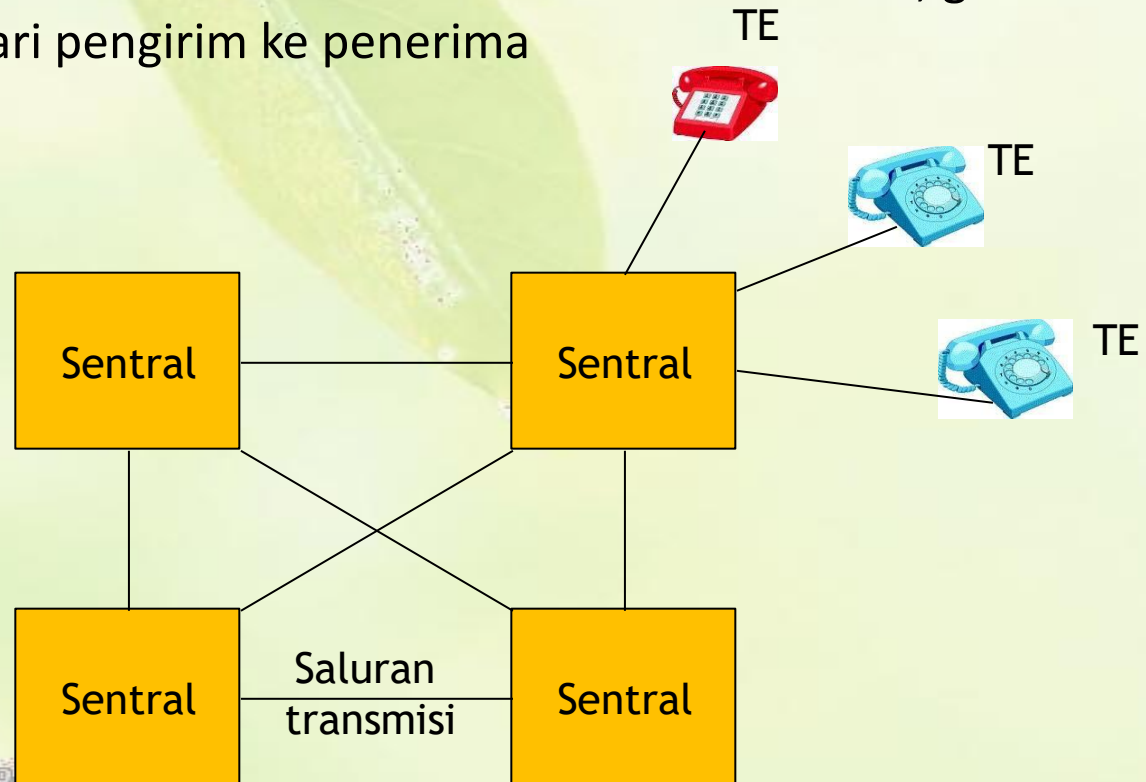 ari pengirim ke penerima
TE
TE
TE
Sentral
Sentral
Sentral
Saluran
transmisi
Sentral